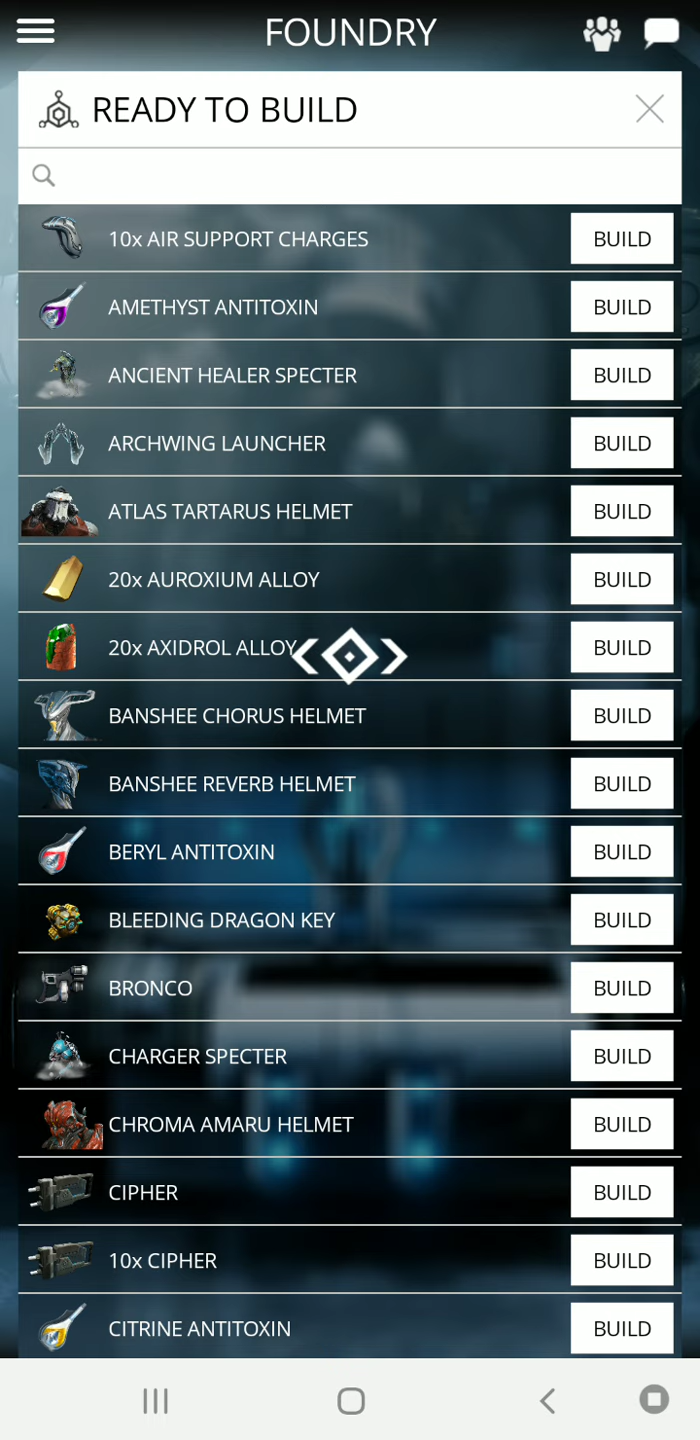 FOUNDRY
READY TO BUILD
10x AIR SUPPORT CHARGES BUILD
AMETHYST ANTITOXIN BUILD
ANCIENT HEALER SPECTER BUILD
ARCHWING LAUNCHER BUILD
ATLAS TARTARUS HELMET BUILD
20x AUROXIUM ALLOY BUILD
20x AXIDROL ALLOY BUILD
BANSHEE CHORUS HELMET BUILD
BANSHEE REVERB HELMET BUILD
BERYL ANTITOXIN BUILD
BLEEDING DRAGON KEY BUILD
BRONCO BUILD
CHARGER SPECTER BUILD
CHROMA AMARU HELMET BUILD
CIPHER BUILD
10x CIPHER BUILD
CITRINE ANTITOXIN BUILD